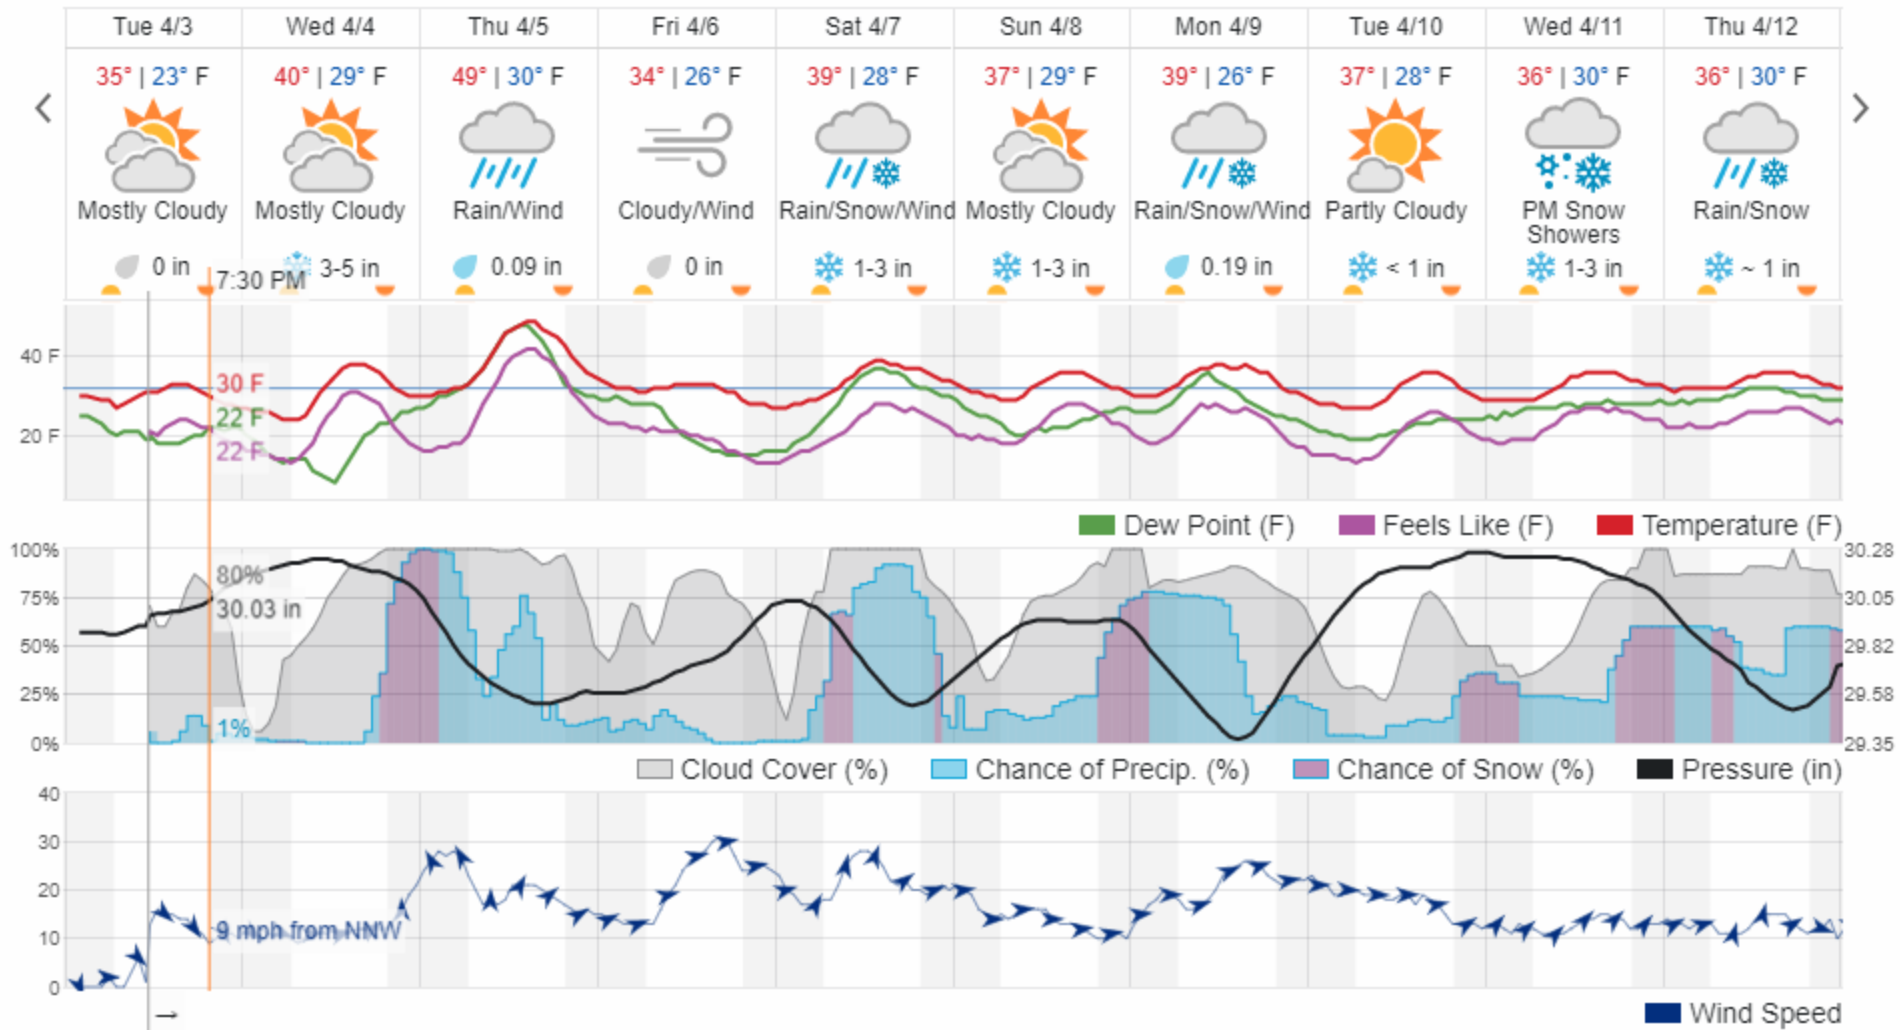 Tue 4/3 Wed 4/4 Thu 4/5 Fri 4/6 Sat 4/7 Sun 4/8 Mon 4/9 Tue 4/10 Wed 4/11 Thu 4/12
35° | 23° F 40° | 29° F 49° | 30° F 34° | 26° F 39° | 28° F 37° | 29° F 39° | 26° F 37° | 28° F 36° | 30° F 36° | 30° F
Mostly Cloudy Mostly Cloudy Rain/Wind Cloudy/Wind Rain/Snow/Wind Mostly Cloudy Rain/Snow/Wind Partly Cloudy PM Snow Rain/Snow
Showers
0 in 3-5 in 0.09 in 0 in 1-3 in 1-3 in 0.19 in < 1 in 1-3 in ~ 1 in
7:30 PM
40 F
30 F
22 F
20 F
22 F
Dew Point (F) Feels Like (F) Temperature (F)
100% 30.28
80%
75% 30.05
30.03 in
50% 29.82
25% 29.58
1%
0% 29.35
Cloud Cover (%) Chance of Precip. (%) Chance of Snow (%) Pressure (in)
40
30
20
9 mph from NNW
10
0
→
Wind Speed